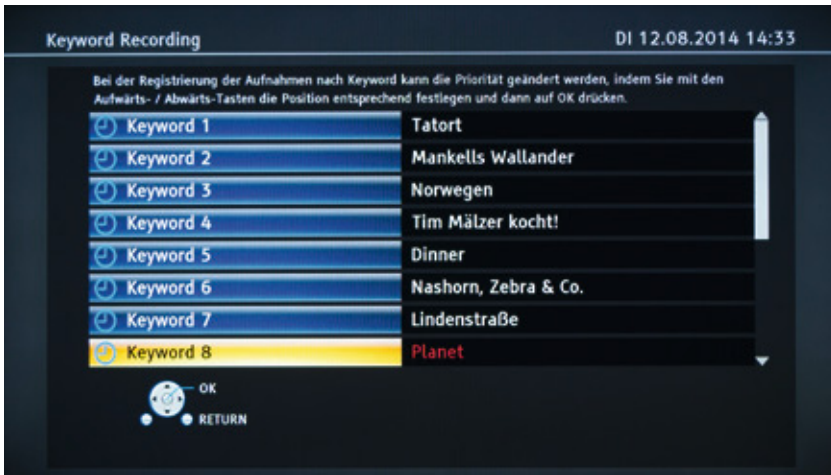 Keyword Recording DI 12.08.2014 14:33
Bei der Registrierung der Aufnahmen nach Keyword kann die Priorität geändert werden, indem Sie mit den
Aufwärts- / Abwärts-Tasten die Position entsprechend festlegen und dann auf OK drücken.
Keyword 1 Tatort
Keyword 2 Mankells Wallander
Keyword 3 Norwegen
Keyword 4 Tim Mälzer kocht!
Keyword 5 Dinner
Keyword 6 Nashorn, Zebra & Co.
Keyword 7 Lindenstraße
Keyword 8 Planet
OK
RETURN